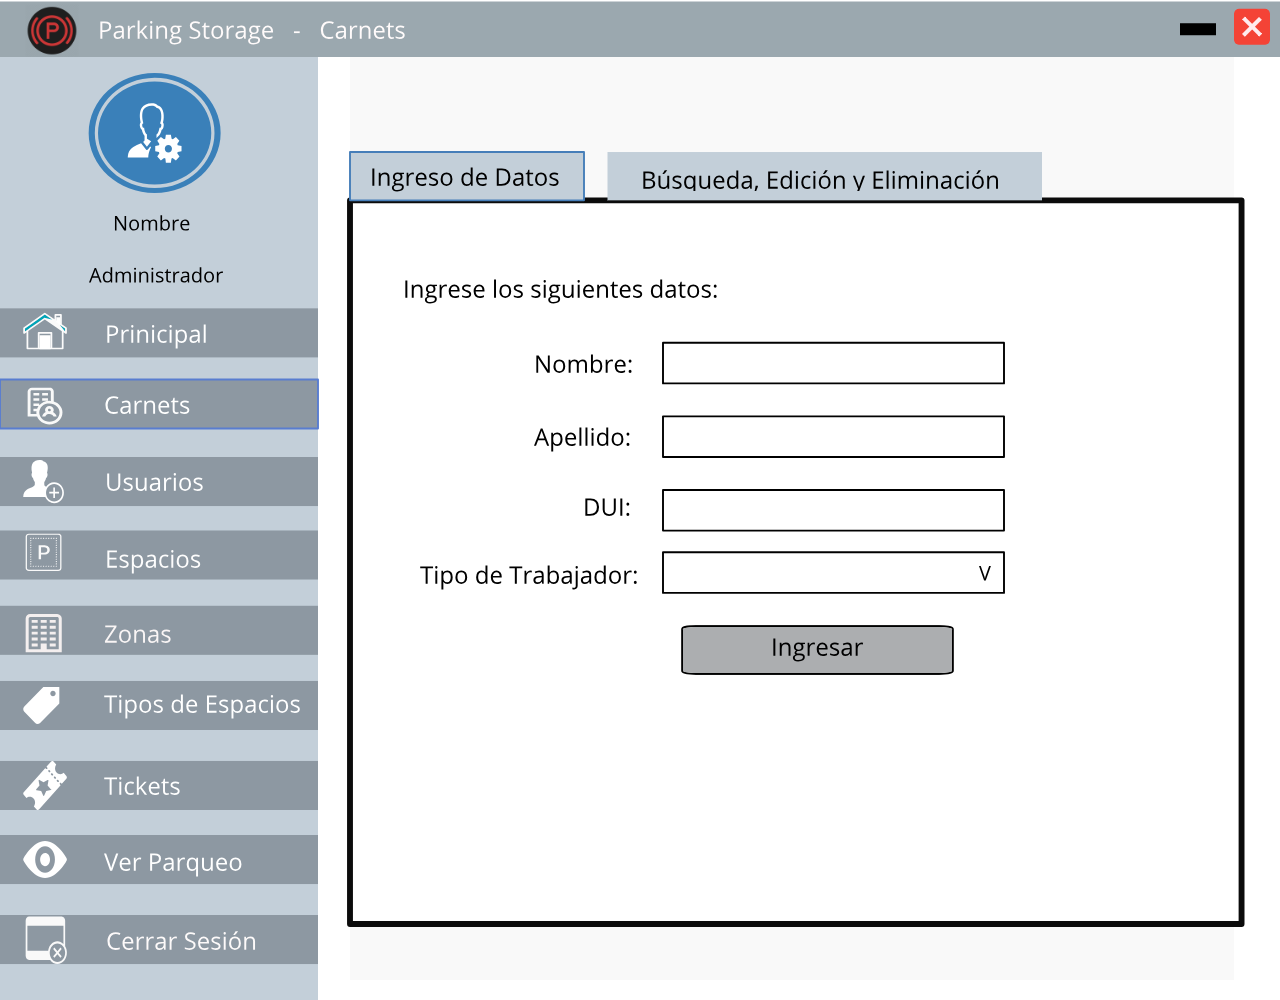 Parking Storage - Carnets
Nombre
Administrador
Prinicipal
Carnets
Usuarios
P
Espacios
Zonas
Tipos de Espacios
Tickets
Ver Parqueo
Cerrar Sesión
Ingreso de Datos
Búsqueda, Edición y Eliminación
Ingrese los siguientes datos:
Nombre:
Apellido:
DUI:
Tipo de Trabajador:
V
Ingresar